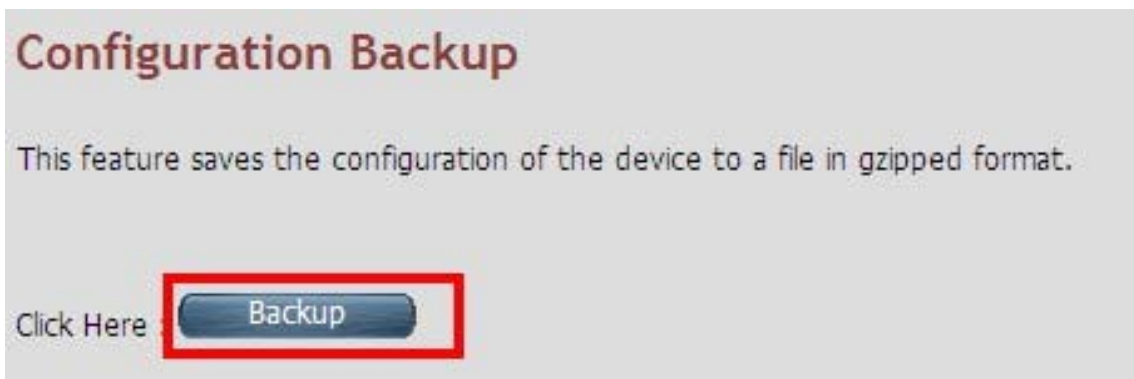 Configuration Backup
This feature saves the configuration of the device to a file in gzipped format.
Click Here : Backup